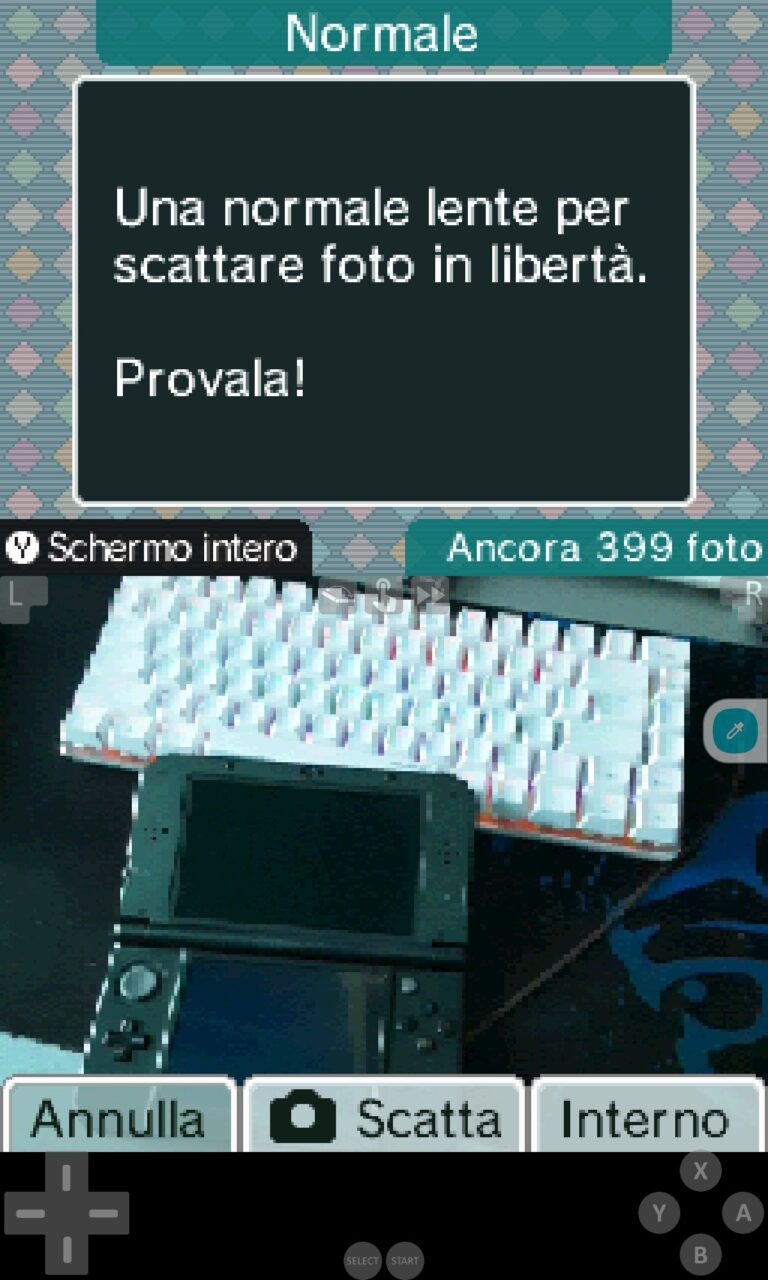 Normale
Una normale lente per
scattare foto in libertà.
Provala!
Y Schermo intero
Ancora 399 foto
L
R
Annulla
Scatta
Interno
X
Y
A
B
SELECT
START